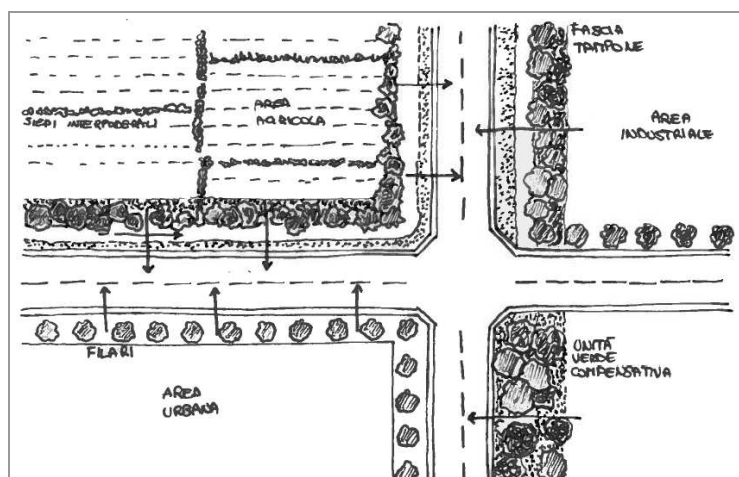 FASCIA
TAMPONE
AREA
AGRICOLA
SIEPI INTERPODERALI
AREA
INDUSTRIALE
FILARI
UNITÀ
VERDE
COMPENSATIVA
AREA
URBANA